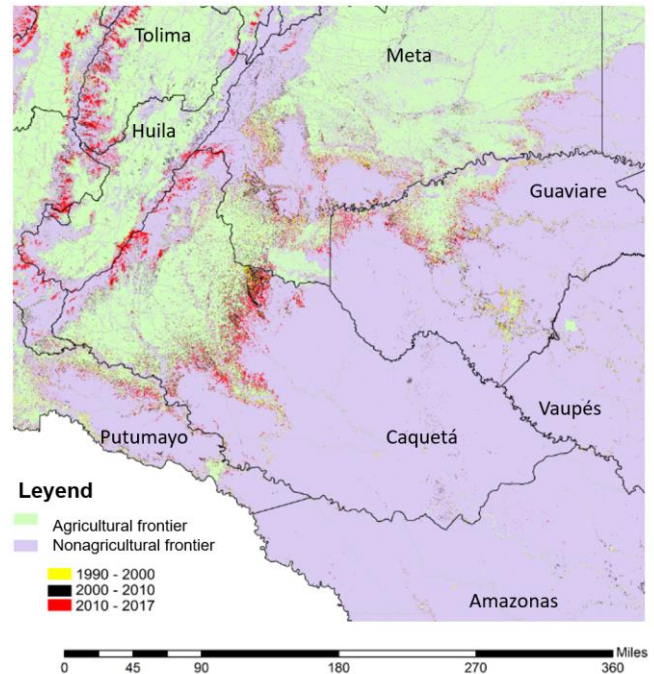 Tolima
Meta
Huila
Guaviare
Vaupés
Putumayo
Caquetá
Leyend
Agricultural frontier
Nonagricultural frontier
1990 - 2000
2000 - 2010
2010 - 2017
Amazonas
Miles
0 45 90 180 270 360